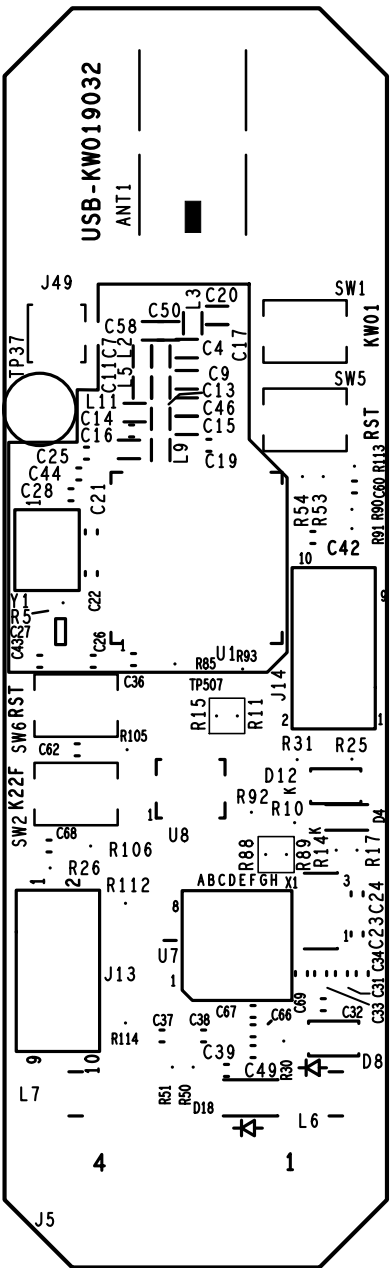 USB-KW019032
ANT1
J49
SW1
L3
C20
C50
C58
C17
KW01
TP37
C7
L2
C4
C11
L5
C9
SW5
C13
L11
C14
C46
C16
C15
RST
L9
C19
C25
C44
C28
1
C21
R113
C60
R54
R53
R90
R91
10
C42
9
Y1
R5
C22
C27
C43
C26
1
U1
R93
R85
C36
TP507
J14
2
1
RST
SW6
R105
R15
R11
C62
R31
R25
K22F
SW2
D12
K
R92
R10
D4
C68
1
U8
K
R106
R26
R88
R89
R14
R17
1
2
R112
ABCDEFGH
X1
8
3
C24
U7
1
J13
C23
1
C34
C31
C69
C67
C66
C32
C33
C37
C38
R114
9
10
C39
C49
R30
D8
L7
R51
R50
D18
L6
4
1
J5